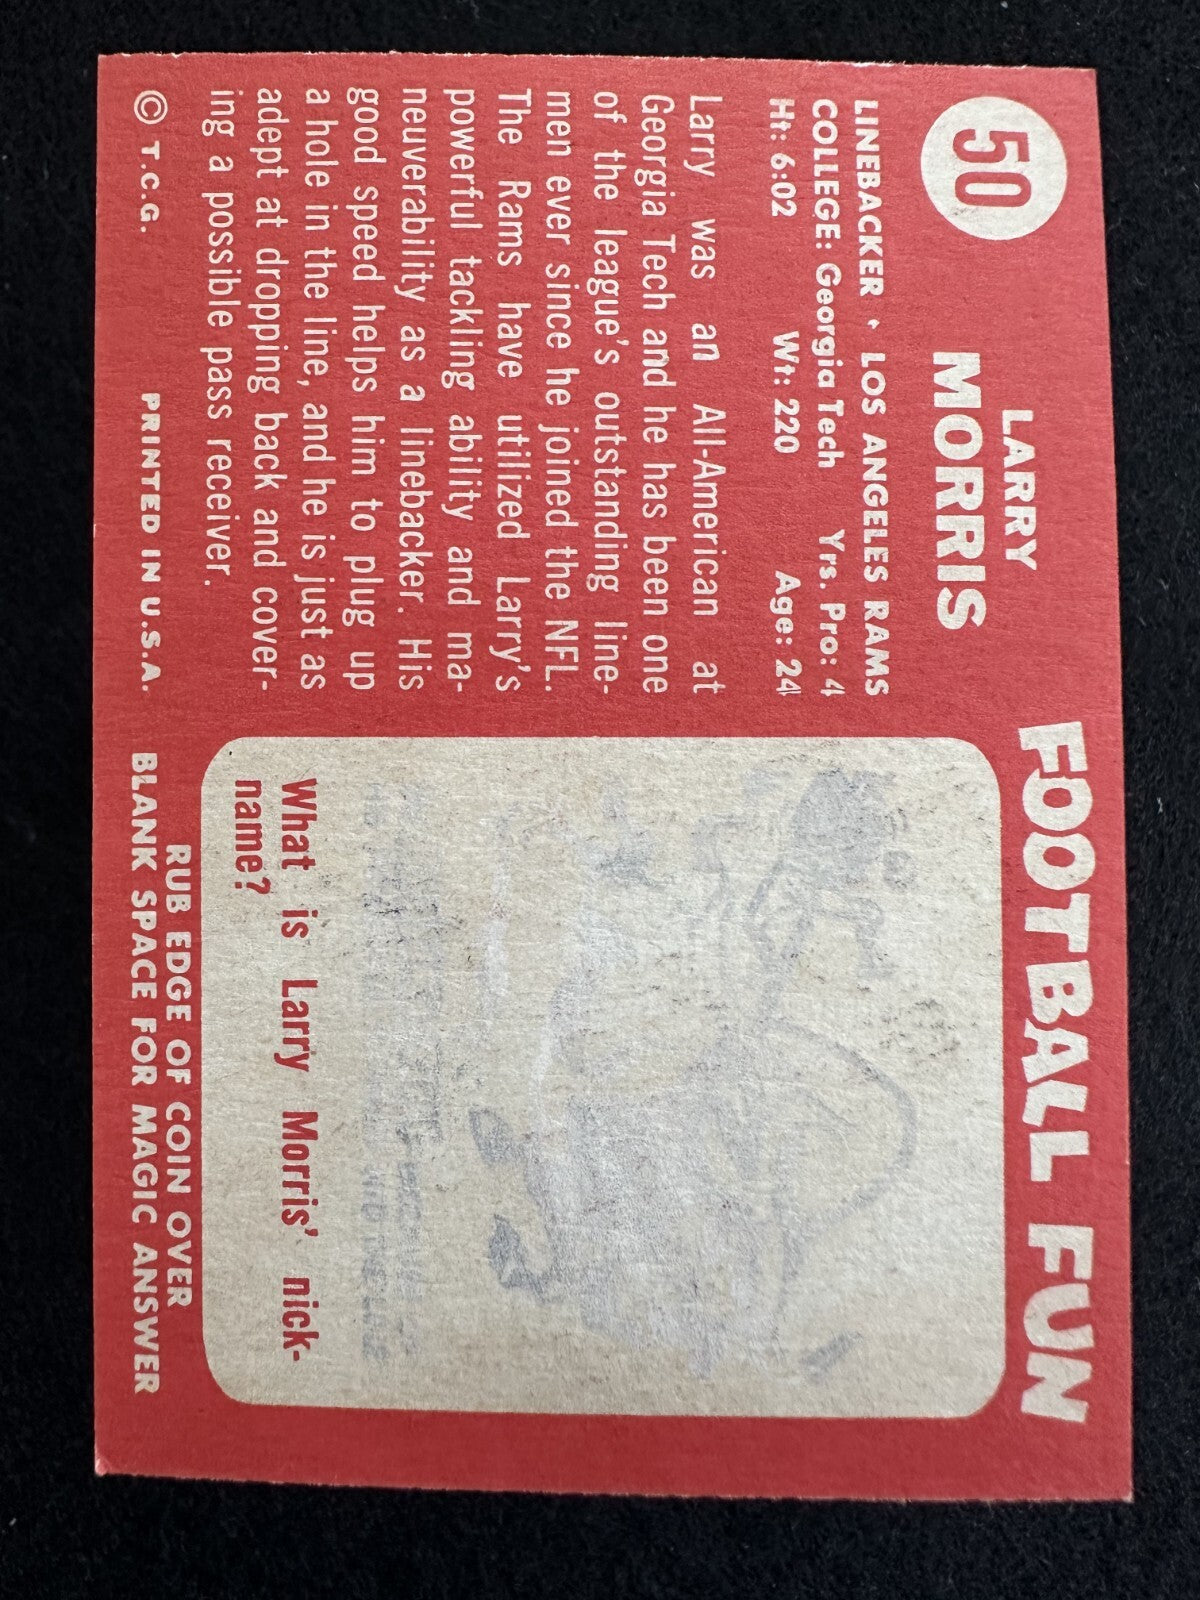 50
LARRY
MORRIS
LINEBACKER • LOS ANGELES RAMS
COLLEGE: Georgia Tech Yrs. Pro: 4
Ht: 6:02 Wt: 220 Age: 24
Larry was an All-American at
Georgia Tech and he has been one
of the league's outstanding line-
men ever since he joined the NFL.
The Rams have utilized Larry's
powerful tackling ability and ma-
neuverability as a linebacker. His
good speed helps him to plug up
a hole in the line, and he is just as
adept at dropping back and cover-
ing a possible pass receiver.
© T.C.G. PRINTED IN U.S.A.
FOOTBALL FUN
What is Larry Morris' nick-
name?
RUB EDGE OF COIN OVER
BLANK SPACE FOR MAGIC ANSWER